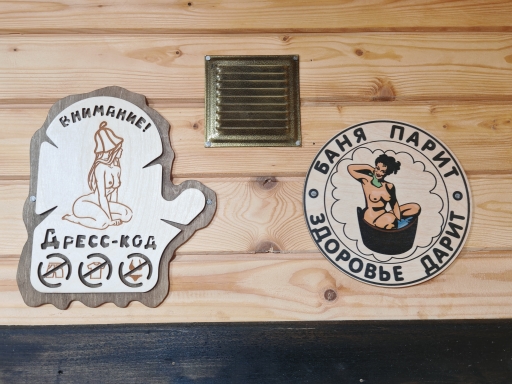 ВНИМАНИЕ!
ДРЕСС-КОД
БАНЯ ПАРИТ
ЗДОРОВЬЕ ДАРИТ